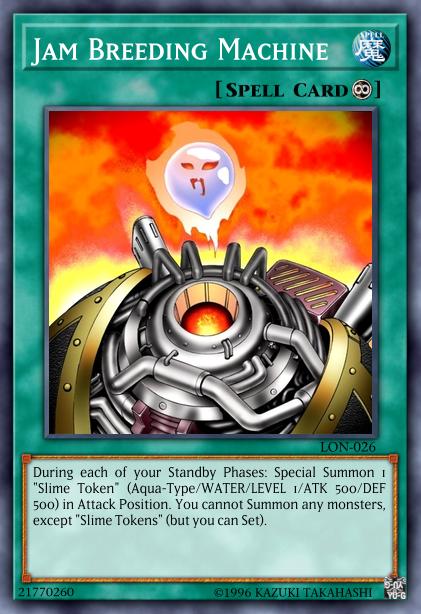 Jam Breeding Machine
SPELL
魔
[Spell Card]
LON-026
During each of your Standby Phases: Special Summon 1
"Slime Token" (Aqua-Type/WATER/LEVEL 1/ATK 500/DEF
500) in Attack Position. You cannot Summon any monsters,
except "Slime Tokens" (but you can Set).
21770260
©1996 KAZUKI TAKAHASHI